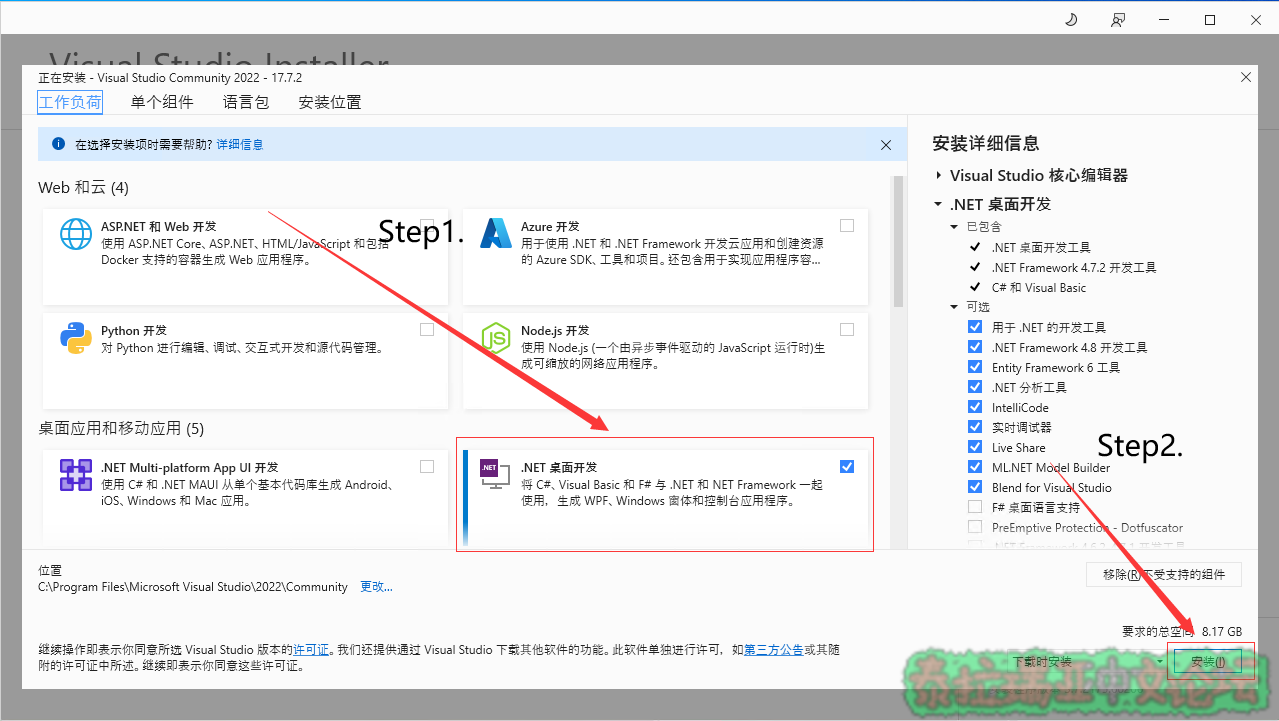 Visual Studio Installer
正在安装 - Visual Studio Community 2022 - 17.7.2
工作负荷 单个组件 语言包 安装位置
在选择安装项时需要帮助? 详细信息
Web 和云 (4)
ASP.NET 和 Web 开发
使用 ASP.NET Core、ASP.NET、HTML/JavaScript 和包括
Docker 支持的容器生成 Web 应用程序。
Step1.
Azure 开发
用于使用 .NET 和 .NET Framework 开发云应用和创建资源
的 Azure SDK、工具和项目。还包含用于实现应用程序容...
Python 开发
对 Python 进行编辑、调试、交互式开发和源代码管理。
Node.js 开发
使用 Node.js (一个由异步事件驱动的 JavaScript 运行时)生
成可缩放的网络应用程序。
桌面应用和移动应用 (5)
.NET Multi-platform App UI 开发
使用 C# 和 .NET MAUI 从单个基本代码库生成 Android、
iOS、Windows 和 Mac 应用。
.NET
.NET 桌面开发
将 C#、Visual Basic 和 F# 与 .NET 和 NET Framework 一起
使用，生成 WPF、Windows 窗体和控制台应用程序。
安装详细信息
Visual Studio 核心编辑器
.NET 桌面开发
已包含
.NET 桌面开发工具
.NET Framework 4.7.2 开发工具
C# 和 Visual Basic
可选
用于 .NET 的开发工具
.NET Framework 4.8 开发工具
Entity Framework 6 工具
.NET 分析工具
IntelliCode
实时调试器
Live Share
ML.NET Model Builder
Blend for Visual Studio
F# 桌面语言支持
PreEmptive Protection - Dotfuscator
Step2.
位置
C:\Program Files\Microsoft Visual Studio\2022\Community 更改...
移除(R)不受支持的组件
要求的总空间 8.17 GB
继续操作即表示你同意所选 Visual Studio 版本的许可证。我们还提供通过 Visual Studio 下载其他软件的功能。此软件单独进行许可，如第三方公告或其随
附的许可证中所述。继续即表示你同意这些许可证。
下载时安装
安装(I)
泰拉瑞亚中文论坛